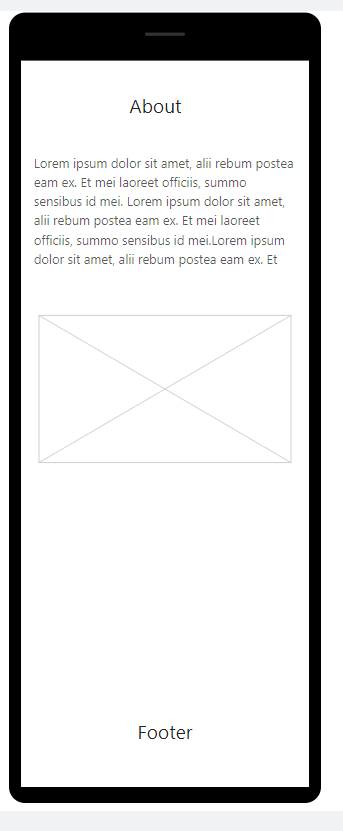 About
Lorem ipsum dolor sit amet, alii rebum postea
eam ex. Et mei laoreet officiis, summo
sensibus id mei. Lorem ipsum dolor sit amet,
alii rebum postea eam ex. Et mei laoreet
officiis, summo sensibus id mei.Lorem ipsum
dolor sit amet, alii rebum postea eam ex. Et
Footer